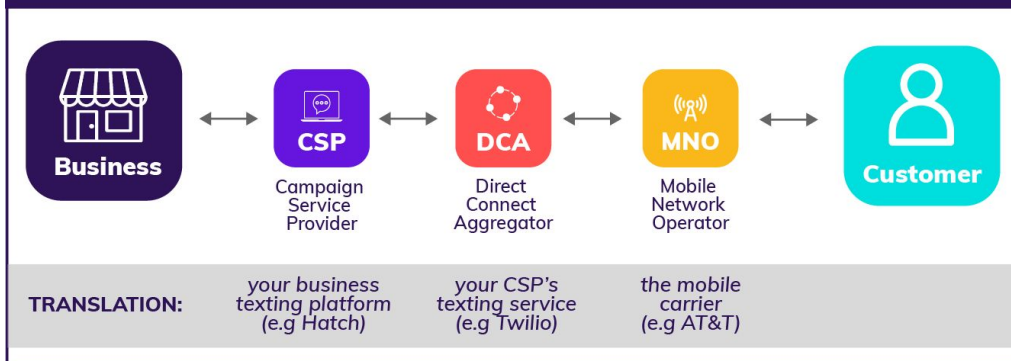 Business
CSP
DCA
MNO
Customer
Campaign
Service
Provider
Direct
Connect
Aggregator
Mobile
Network
Operator
TRANSLATION:
your business
texting platform
(e.g Hatch)
your CSP's
texting service
(e.g Twilio)
the mobile
carrier
(e.g AT&T)